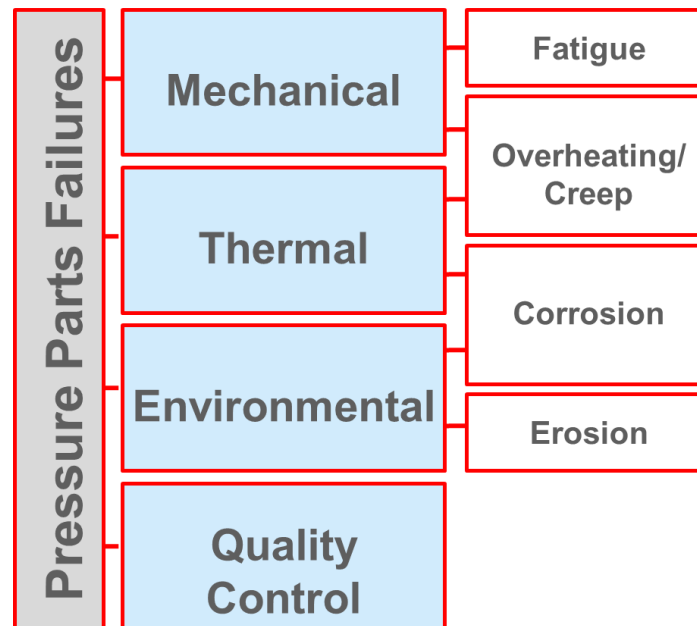 Pressure Parts Failures
Mechanical
Fatigue
Overheating/
Creep
Thermal
Corrosion
Environmental
Erosion
Quality
Control